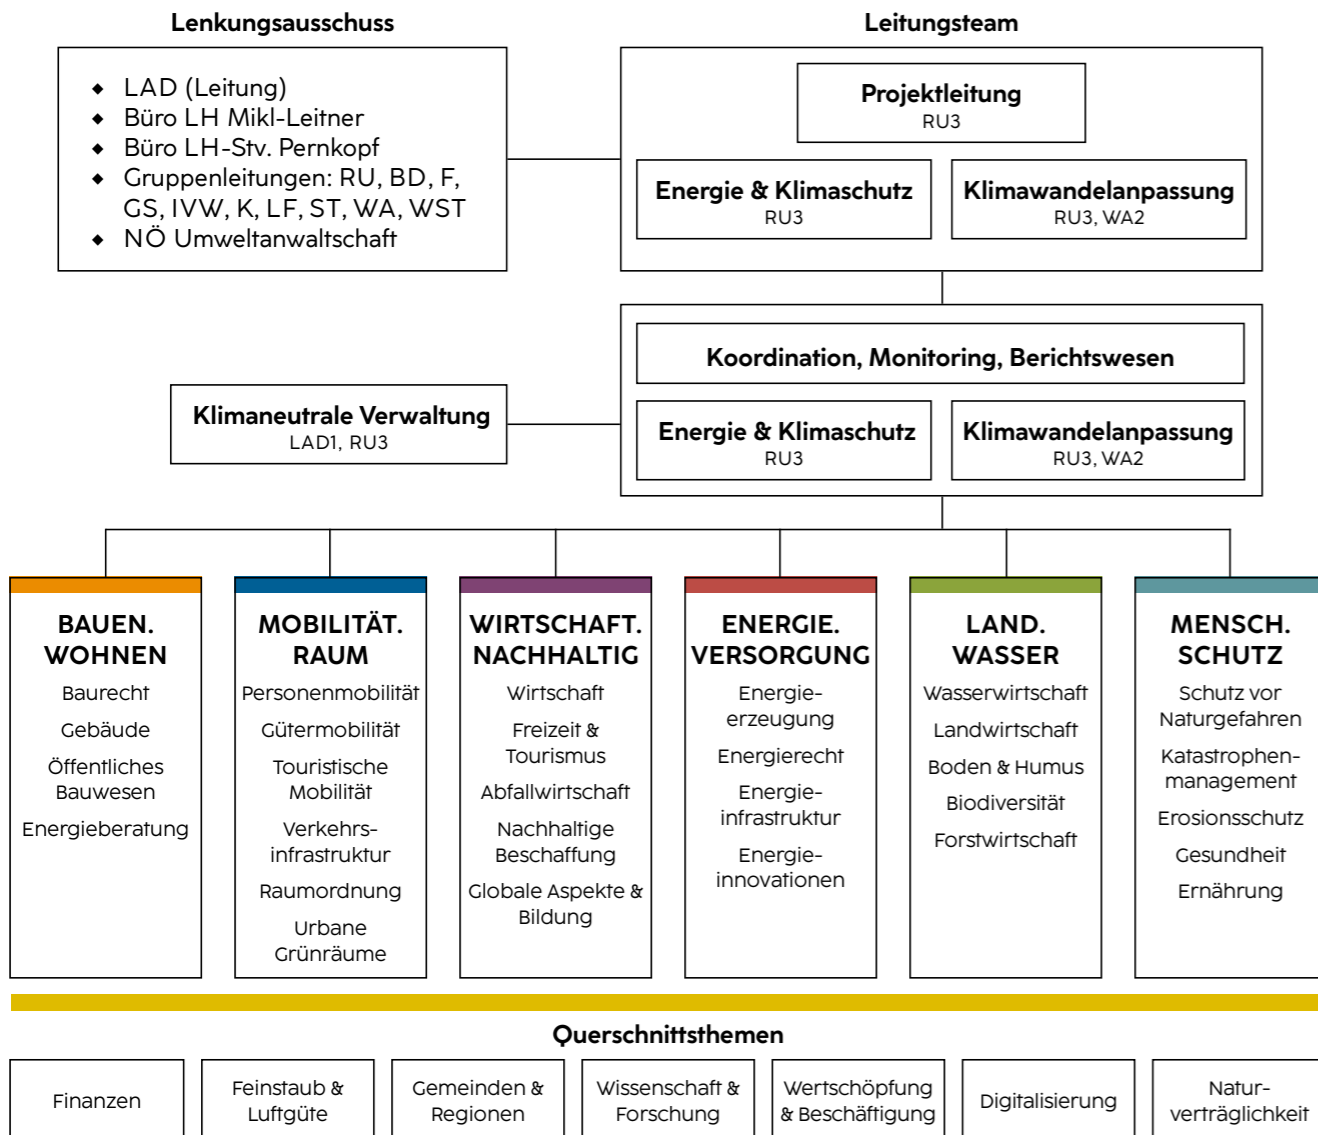 Lenkungsausschuss
◆ LAD (Leitung)
◆ Büro LH Mikl-Leitner
◆ Büro LH-Stv. Pernkopf
◆ Gruppenleitungen: RU, BD, F,
GS, IVW, K, LF, ST, WA, WST
◆ NÖ Umweltanwaltschaft
Leitungsteam
Projektleitung
RU3
Energie & Klimaschutz
RU3
Klimawandelanpassung
RU3, WA2
Koordination, Monitoring, Berichtswesen
Energie & Klimaschutz
RU3
Klimawandelanpassung
RU3, WA2
Klimaneutrale Verwaltung
LAD1, RU3
BAUEN.
WOHNEN
Baurecht
Gebäude
Öffentliches
Bauwesen
Energieberatung
MOBILITÄT.
RAUM
Personenmobilität
Gütermobilität
Touristische
Mobilität
Verkehrs-
infrastruktur
Raumordnung
Urbane
Grünräume
WIRTSCHAFT.
NACHHALTIG
Wirtschaft
Freizeit &
Tourismus
Abfallwirtschaft
Nachhaltige
Beschaffung
Globale Aspekte &
Bildung
ENERGIE.
VERSORGUNG
Energie-
erzeugung
Energierecht
Energie-
infrastruktur
Energie-
innovationen
LAND.
WASSER
Wasserwirtschaft
Landwirtschaft
Boden & Humus
Biodiversität
Forstwirtschaft
MENSCH.
SCHUTZ
Schutz vor
Naturgefahren
Katastrophen-
management
Erosionsschutz
Gesundheit
Ernährung
Querschnittsthemen
Finanzen
Feinstaub &
Luftgüte
Gemeinden &
Regionen
Wissenschaft &
Forschung
Wertschöpfung
& Beschäftigung
Digitalisierung
Natur-
verträglichkeit